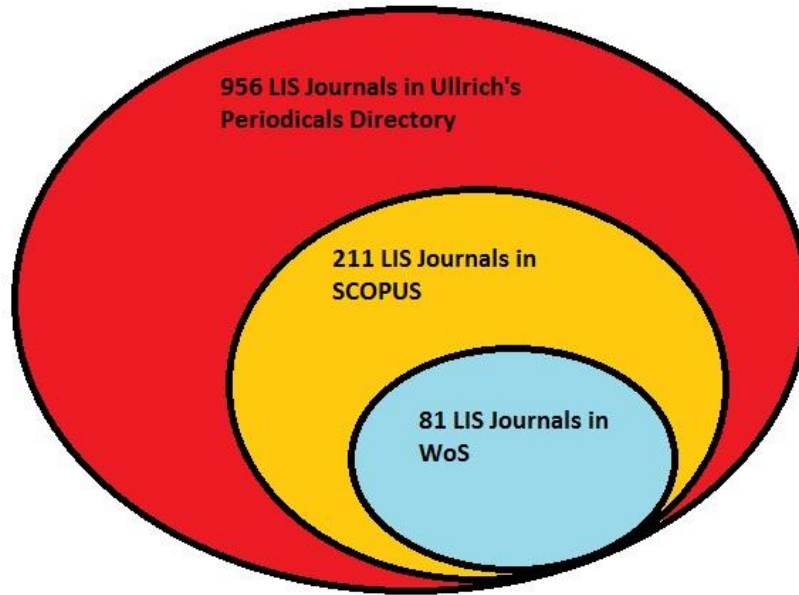 956 LIS Journals in Ullrich's
Periodicals Directory
211 LIS Journals in
SCOPUS
81 LIS Journals in
WoS